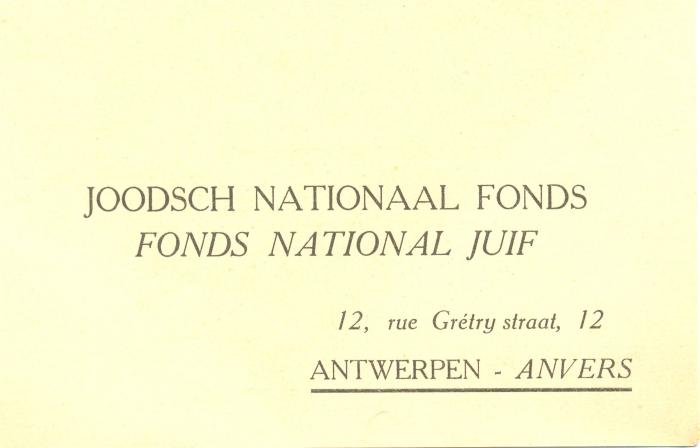 JOODSCH NATIONAAL FONDS
FONDS NATIONAL JUIF
12, rue Grétry straat, 12
ANTWERPEN - ANVERS